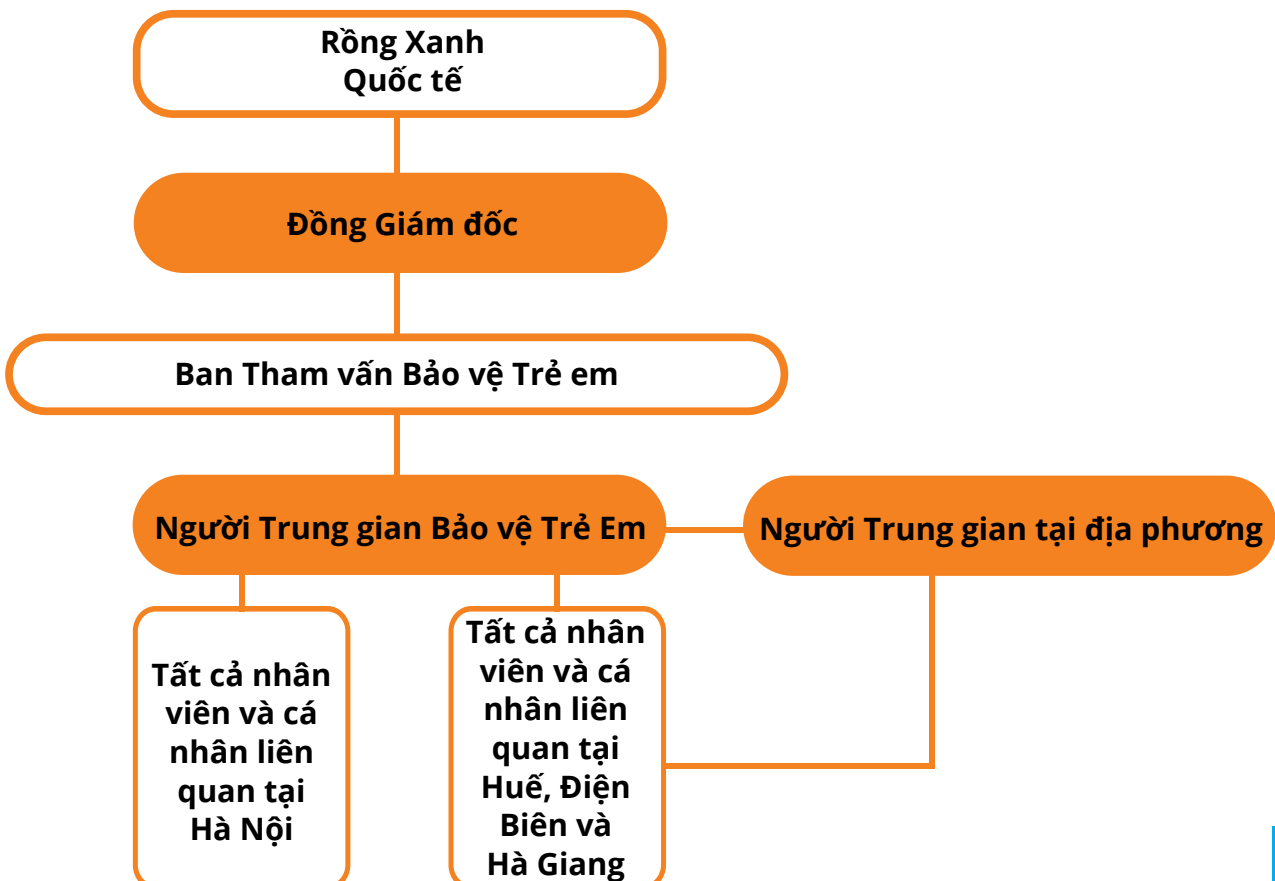 Rồng Xanh
Quốc tế
Đồng Giám đốc
Ban Tham vấn Bảo vệ Trẻ em
Người Trung gian Bảo vệ Trẻ Em
Người Trung gian tại địa phương
Tất cả nhân
viên và cá
nhân liên
quan tại
Hà Nội
Tất cả nhân
viên và cá
nhân liên
quan tại
Huế, Điện
Biên và
Hà Giang